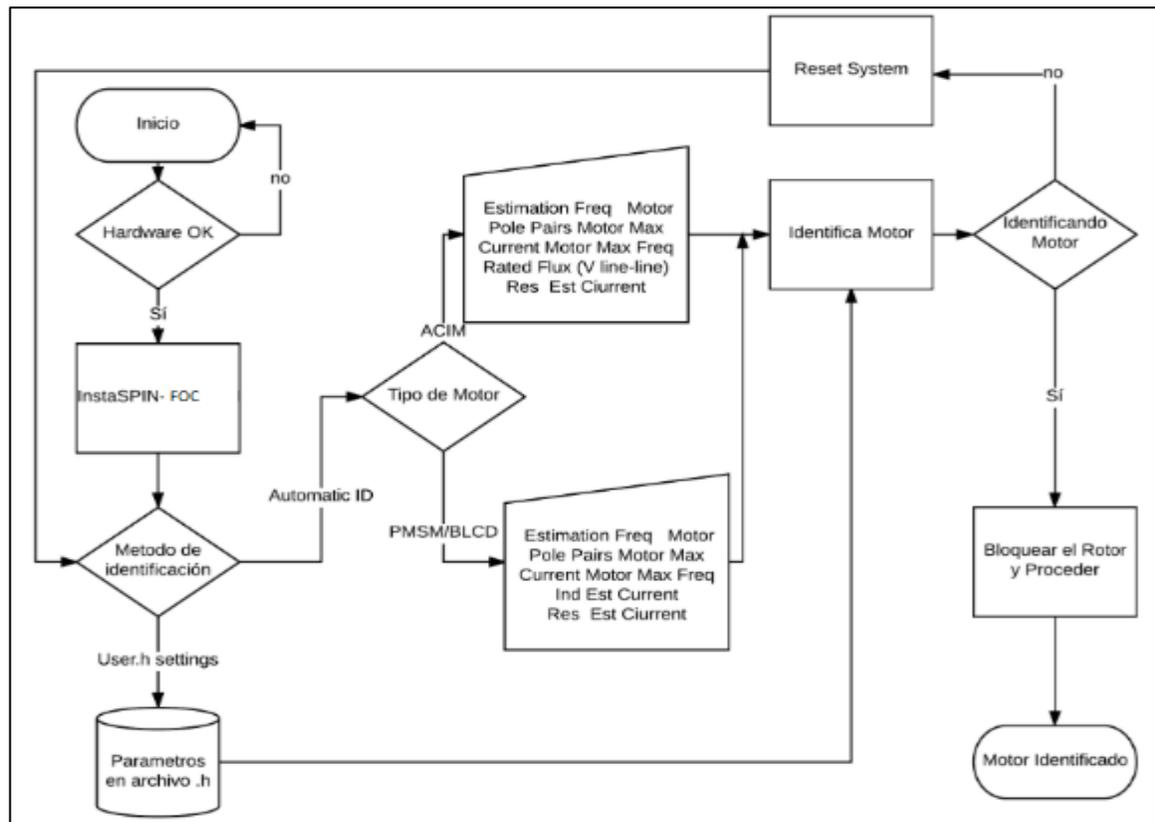 Reset System
no
Inicio
no
Hardware OK
Estimation Freq Motor
Pole Pairs Motor Max
Current Motor Max Freq
Rated Flux (V line-line)
Res Est Ciurrent
Identifica Motor
Identificando
Motor
Sí
ACIM
InstaSPIN- FOC
Tipo de Motor
Sí
Automatic ID
PMSM/BLCD
Estimation Freq Motor
Pole Pairs Motor Max
Current Motor Max Freq
Ind Est Current
Res Est Ciurrent
Metodo de
identificación
Bloquear el Rotor
y Proceder
User.h settings
Parametros
en archivo .h
Motor Identificado